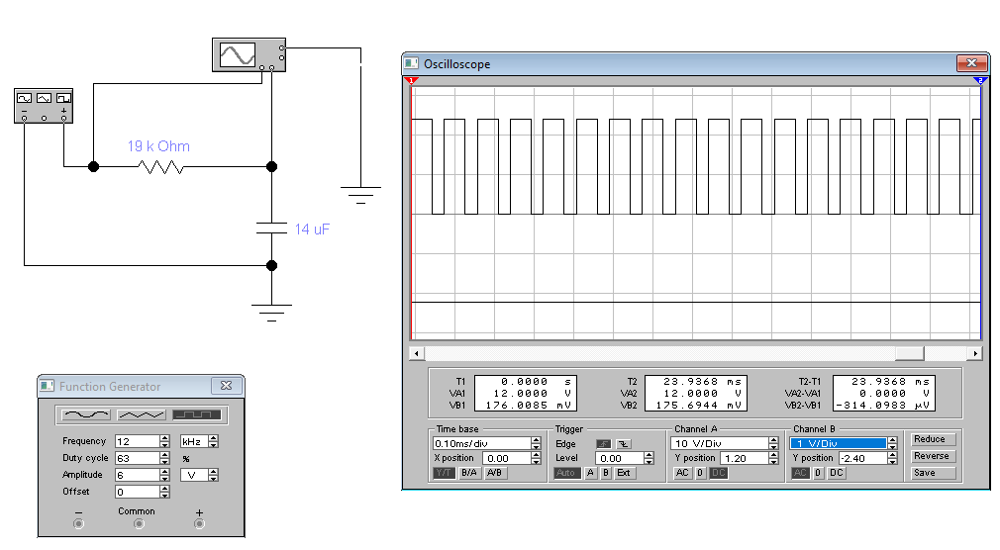 Oscilloscope
1
2
19 k Ohm
14 uF
T1 0.0000 s
VA1 12.0000 V
VB1 176.0085 mV
T2 23.9368 ms
VA2 12.0000 V
VB2 175.6944 mV
T2-T1 23.9368 ms
VA2-VA1 0.0000 V
VB2-VB1 -314.0983 µV
Time base
0.10ms/div
X position 0.00
Y/T B/A A/B
Trigger
Edge
Level 0.00
Auto A B Ext
Channel A
10 V/Div
Y position 1.20
AC 0 DC
Channel B
1 V/Div
Y position -2.40
AC 0 DC
Reduce
Reverse
Save
Function Generator
Frequency 12 kHz
Duty cycle 63 %
Amplitude 6 V
Offset 0
− Common +